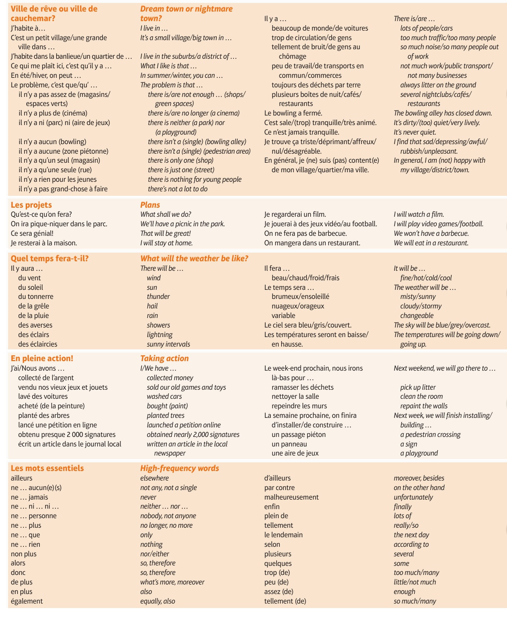 Ville de rêve ou ville de
cauchemar?
J'habite à…
C'est un petit village/une grande
ville dans …
J'habite dans la banlieue/un quartier de …
Ce qui me plaît ici, c'est qu'il y a …
En été/hiver, on peut …
Le problème, c'est que/qu' …
il n'y a pas assez de (magasins/
espaces verts)
il n'y a plus de (cinéma)
il n'y a ni (parc) ni (aire de jeux)
il n'y a aucun (bowling)
il n'y a aucune (zone piétonne)
il n'y a qu'un seul (magasin)
il n'y a qu'une seule (rue)
il n'y a rien pour les jeunes
il n'y a pas grand-chose à faire
Dream town or nightmare
town?
I live in …
It's a small village/big town in …
I live in the suburbs/a district of …
What I like is that …
In summer/winter, you can …
The problem is that …
there is/are not enough … (shops/
green spaces)
there is/are no longer (a cinema)
there is neither (a park) nor
(a playground)
there isn't a (single) (bowling alley)
there isn't a (single) (pedestrian area)
there is only one (shop)
there is just one (street)
there is nothing for young people
there's not a lot to do
Il y a …
beaucoup de monde/de voitures
trop de circulation/de gens
tellement de bruit/de gens au
chômage
peu de travail/de transports en
commun/commerces
toujours des déchets par terre
plusieurs boîtes de nuit/cafés/
restaurants
Le bowling a fermé.
C'est sale/(trop) tranquille/très animé.
Ce n'est jamais tranquille.
Je trouve ça triste/déprimant/affreux/
nul/désagréable.
En général, je (ne) suis (pas) content(e)
de mon village/quartier/ma ville.
There is/are …
lots of people/cars
too much traffic/too many people
so much noise/so many people out
of work
not much work/public transport/
not many businesses
always litter on the ground
several nightclubs/cafés/
restaurants
The bowling alley has closed down.
It's dirty/(too) quiet/very lively.
It's never quiet.
I find that sad/depressing/awful/
rubbish/unpleasant.
In general, I am (not) happy with
my village/district/town.
Les projets
Qu'est-ce qu'on fera?
On ira pique-niquer dans le parc.
Ce sera génial!
Je resterai à la maison.
Plans
What shall we do?
We'll have a picnic in the park.
That will be great!
I will stay at home.
Je regarderai un film.
Je jouerai à des jeux vidéo/au football.
On ne fera pas de barbecue.
On mangera dans un restaurant.
I will watch a film.
I will play video games/football.
We won't have a barbecue.
We will eat in a restaurant.
Quel temps fera-t-il?
Il y aura …
du vent
du soleil
du tonnerre
de la grêle
de la pluie
des averses
des éclairs
des éclaircies
What will the weather be like?
There will be …
wind
sun
thunder
hail
rain
showers
lightning
sunny intervals
Il fera …
beau/chaud/froid/frais
Le temps sera …
brumeux/ensoleillé
nuageux/orageux
variable
Le ciel sera bleu/gris/couvert.
Les températures seront en baisse/
en hausse.
It will be …
fine/hot/cold/cool
The weather will be …
misty/sunny
cloudy/stormy
changeable
The sky will be blue/grey/overcast.
The temperatures will be going down/
going up.
En pleine action!
J'ai/Nous avons …
collecté de l'argent
vendu nos vieux jeux et jouets
lavé des voitures
acheté (de la peinture)
planté des arbres
lancé une pétition en ligne
obtenu presque 2 000 signatures
écrit un article dans le journal local
Taking action
I/We have …
collected money
sold our old games and toys
washed cars
bought (paint)
planted trees
launched a petition online
obtained nearly 2,000 signatures
written an article in the local
newspaper
Le week-end prochain, nous irons
là-bas pour …
ramasser les déchets
nettoyer la salle
repeindre les murs
La semaine prochaine, on finira
d'installer/de construire …
un passage piéton
un panneau
une aire de jeux
Next weekend, we will go there to …
pick up litter
clean the room
repaint the walls
Next week, we will finish installing/
building …
a pedestrian crossing
a sign
a playground
Les mots essentiels
ailleurs
ne … aucun(e)(s)
ne … jamais
ne … ni … ni …
ne … personne
ne … plus
ne … que
ne … rien
non plus
alors
donc
de plus
en plus
également
High-frequency words
elsewhere
not any, not a single
never
neither … nor …
nobody, not anyone
no longer, no more
only
nothing
nor/either
so, therefore
so, therefore
what's more, moreover
also
equally, also
d'ailleurs
par contre
malheureusement
enfin
plein de
tellement
le lendemain
selon
plusieurs
quelques
trop (de)
peu (de)
assez (de)
tellement (de)
moreover, besides
on the other hand
unfortunately
finally
lots of
really/so
the next day
according to
several
some
too much/many
little/not much
enough
so much/many